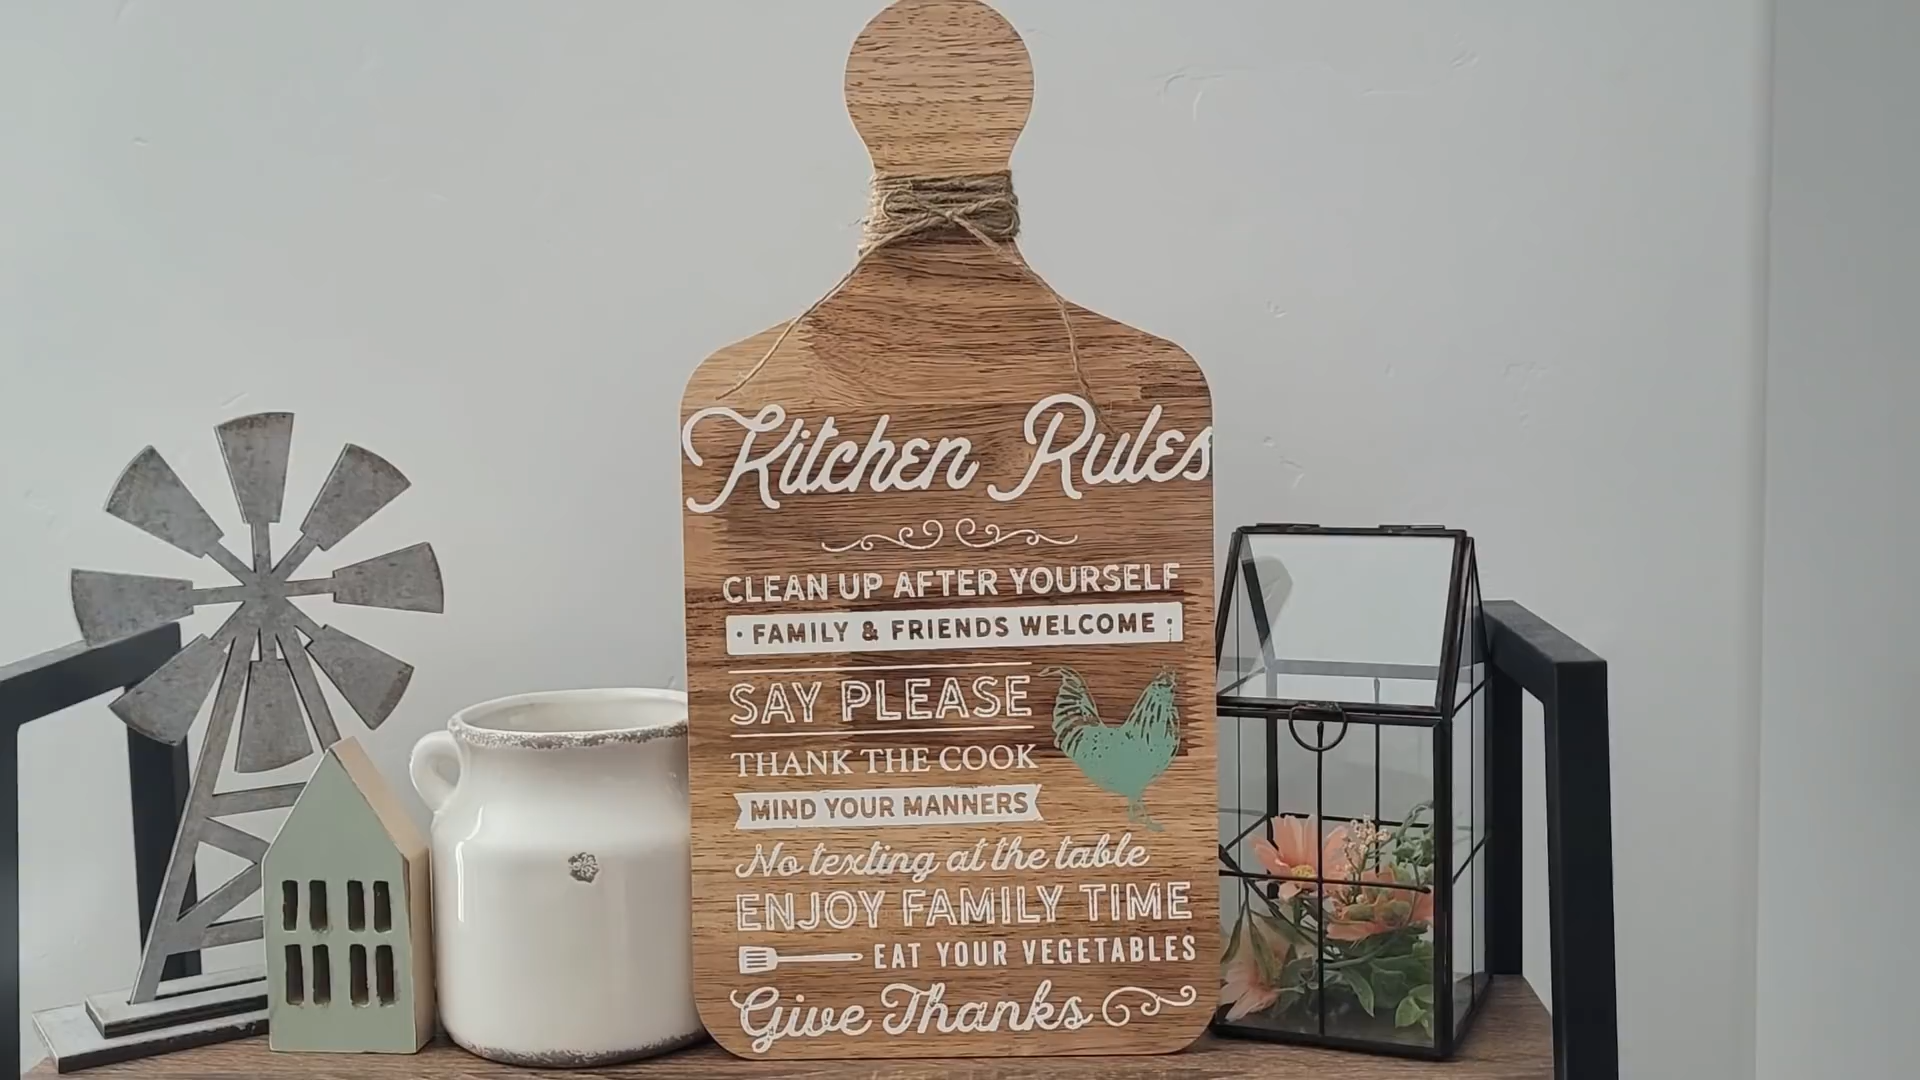 Kitchen Rules
CLEAN UP AFTER YOURSELF
· FAMILY & FRIENDS WELCOME ·
SAY PLEASE
THANK THE COOK
MIND YOUR MANNERS
No texting at the table
ENJOY FAMILY TIME
EAT YOUR VEGETABLES
Give Thanks